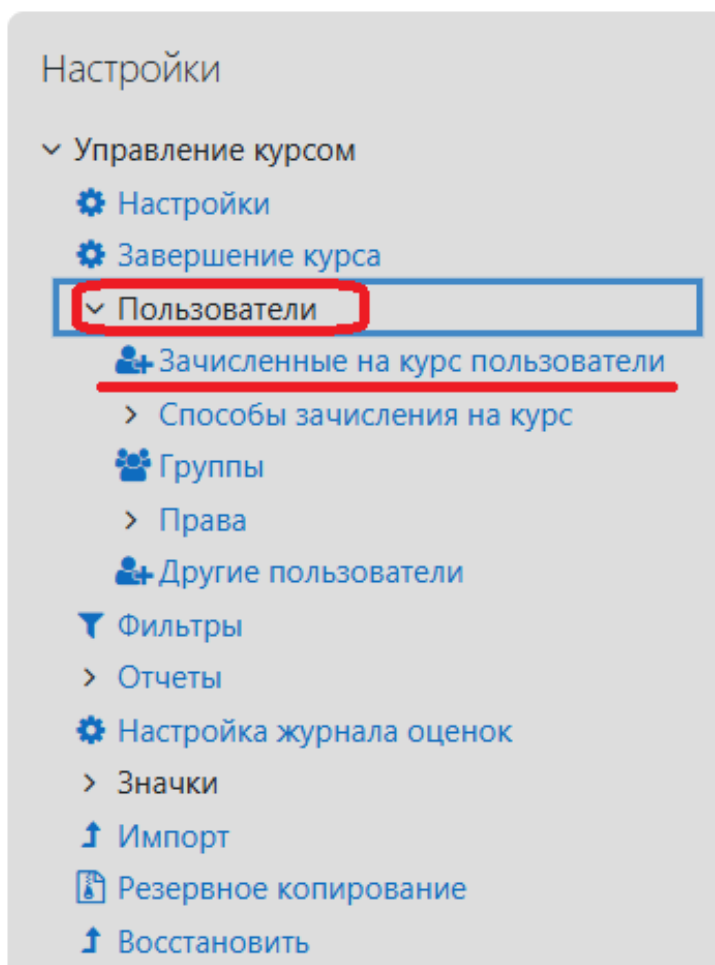 Настройки
Управление курсом
Настройки
Завершение курса
Пользователи
Зачисленные на курс пользователи
Способы зачисления на курс
Группы
Права
Другие пользователи
Фильтры
Отчеты
Настройка журнала оценок
Значки
Импорт
Резервное копирование
Восстановить